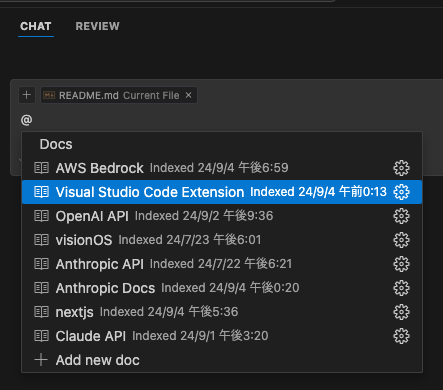 CHAT REVIEW
+ README.md Current File ×
@
Docs
AWS Bedrock Indexed 24/9/4 午後6:59
Visual Studio Code Extension Indexed 24/9/4 午前0:13
OpenAI API Indexed 24/9/2 午後9:36
visionOS Indexed 24/7/23 午後6:01
Anthropic API Indexed 24/7/22 午後6:21
Anthropic Docs Indexed 24/9/4 午後0:20
nextjs Indexed 24/9/4 午後5:36
Claude API Indexed 24/9/1 午後3:20
+ Add new doc